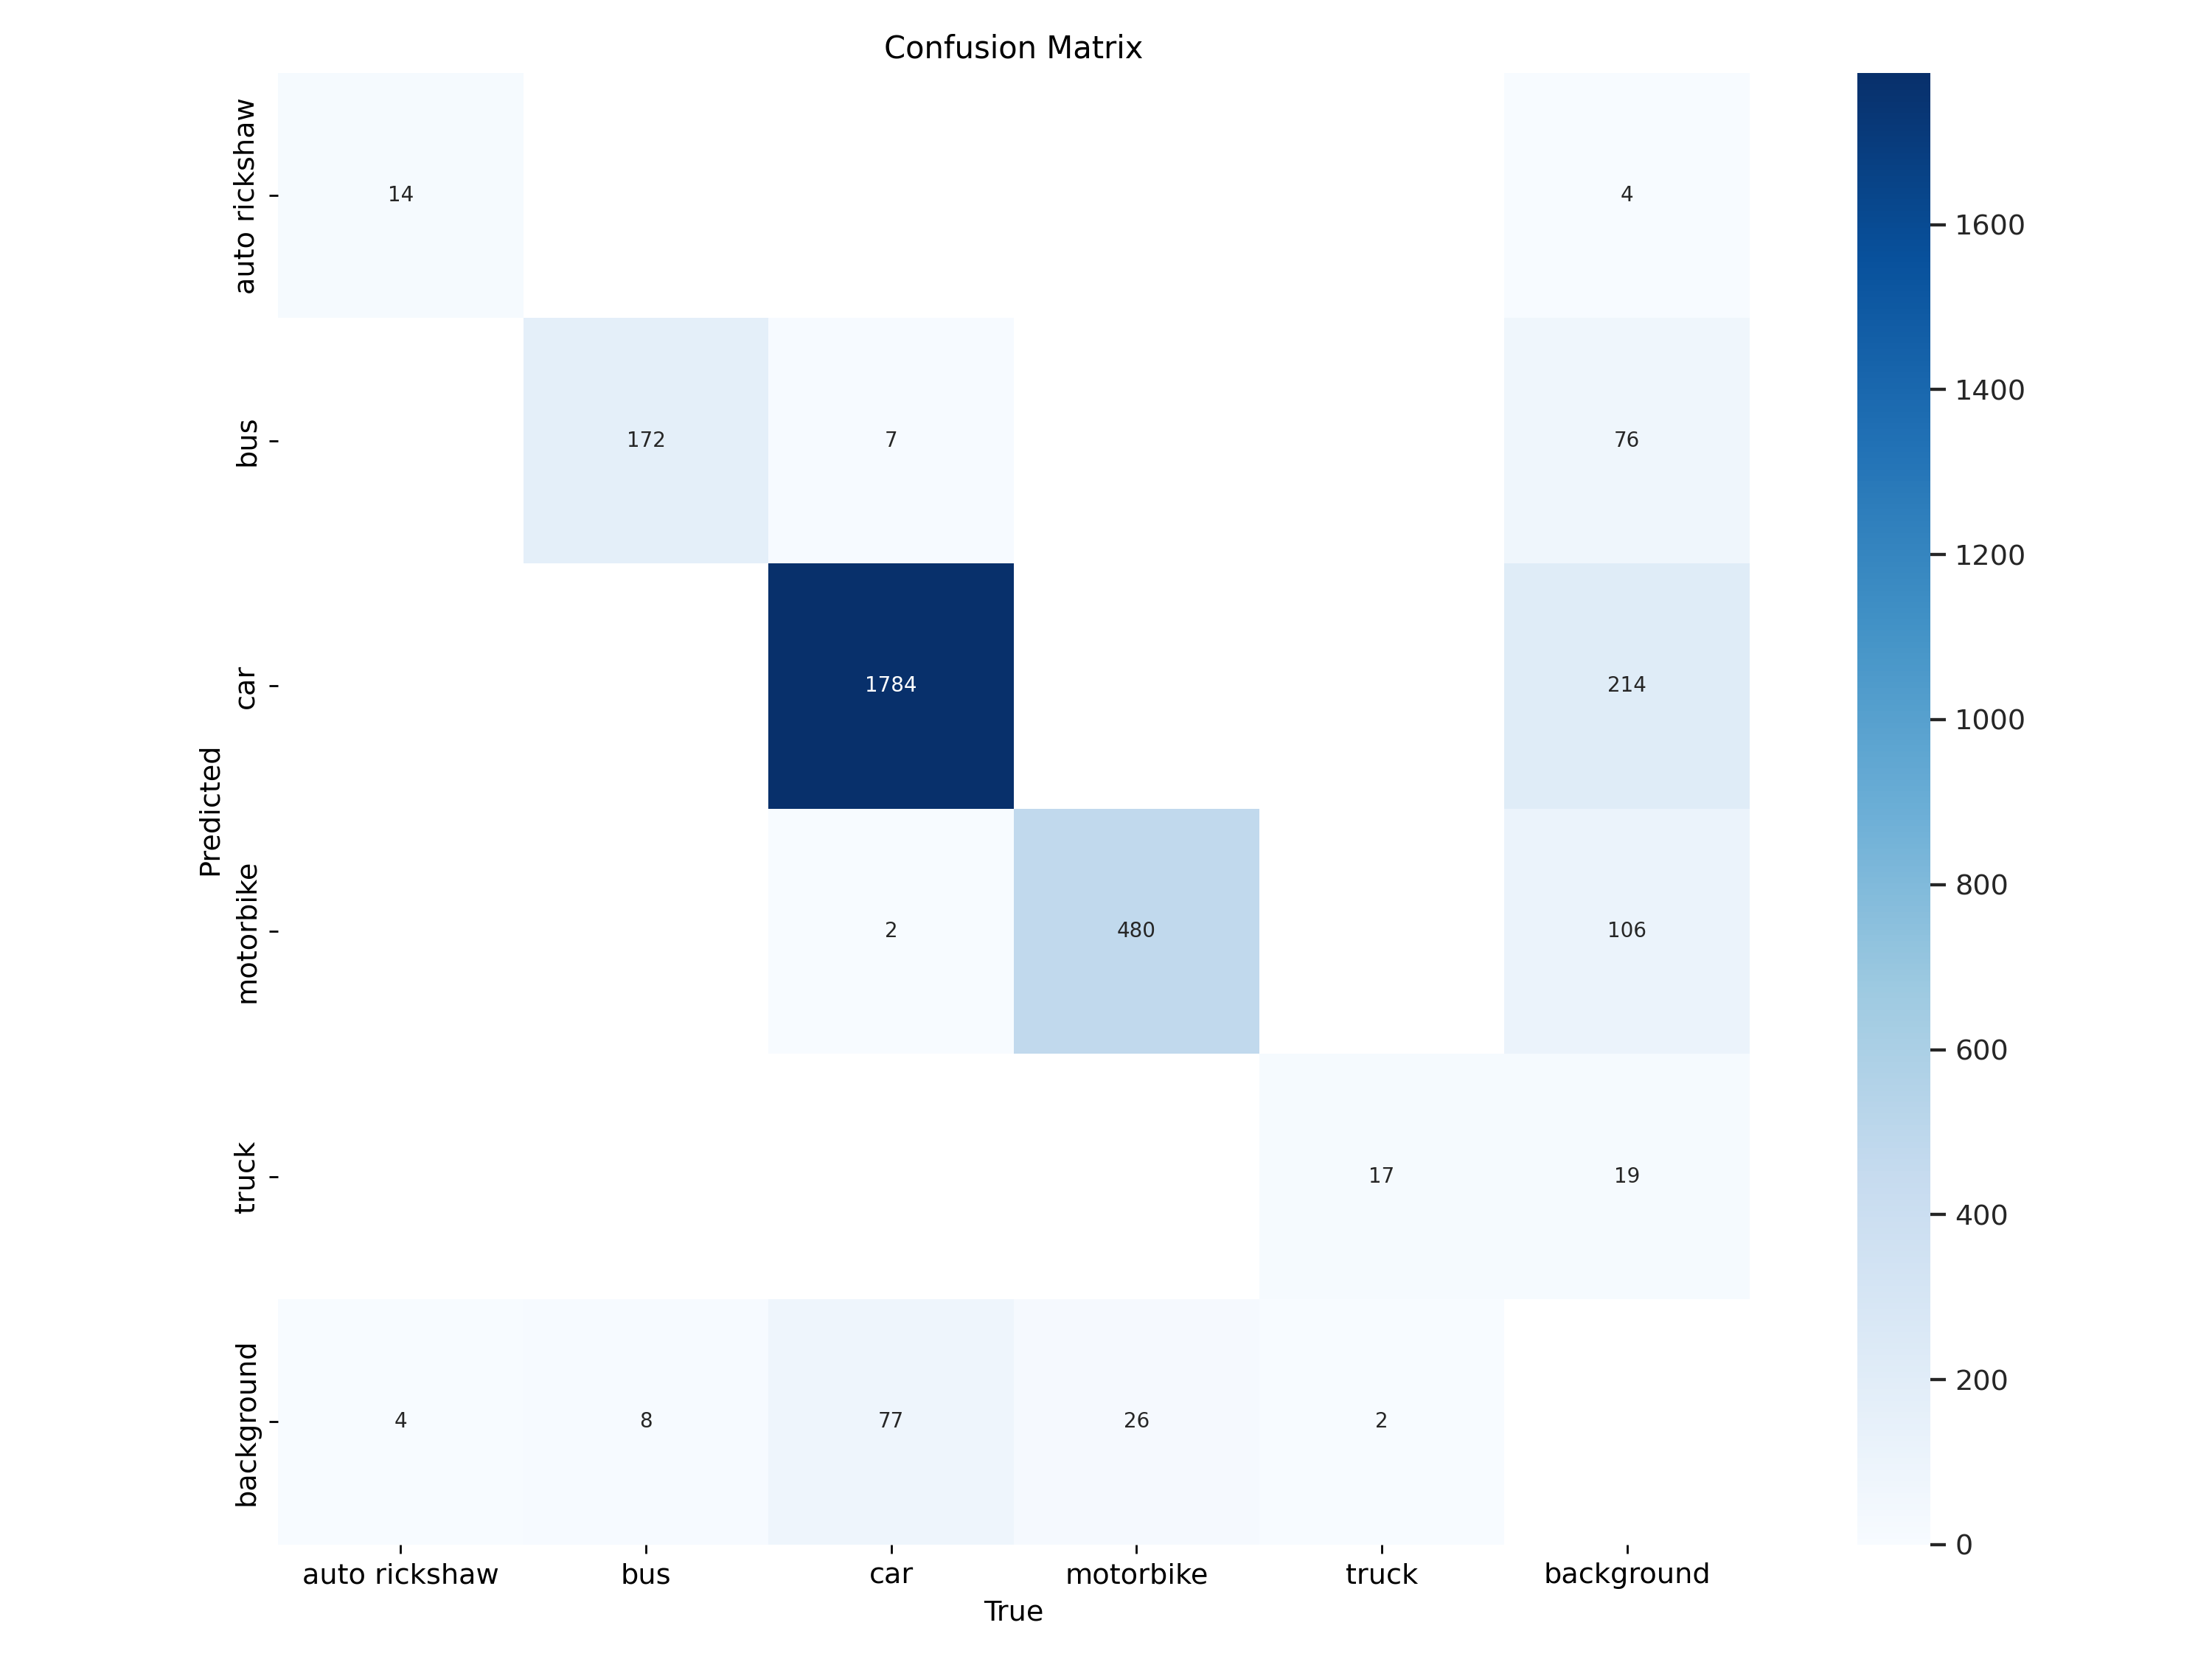 Confusion Matrix
auto rickshaw
14
4
1600
1400
bus
172
7
76
1200
1000
car
1784
214
Predicted
800
motorbike
2
480
106
600
truck
17
19
400
200
background
4
8
77
26
2
0
auto rickshaw
bus
car
motorbike
truck
background
True